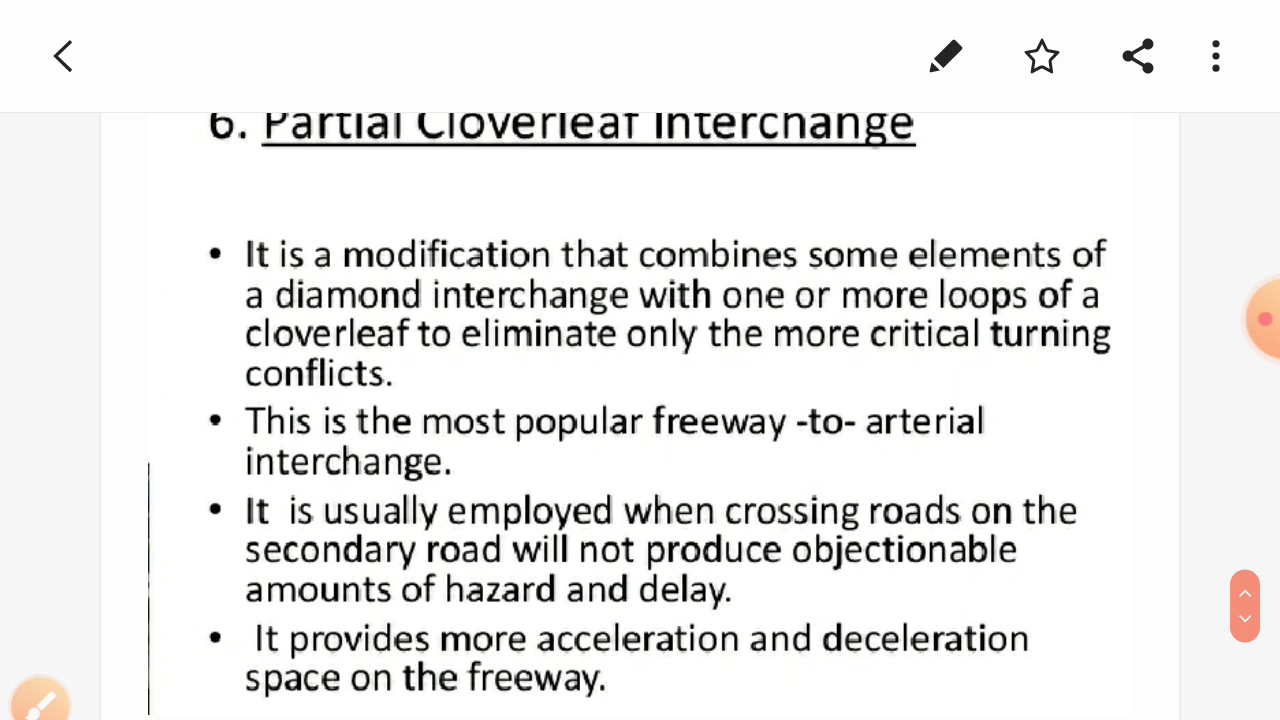 6. Partial Cloverleaf Interchange
• It is a modification that combines some elements of
a diamond interchange with one or more loops of a
cloverleaf to eliminate only the more critical turning
conflicts.
• This is the most popular freeway -to- arterial
interchange.
• It  is usually employed when crossing roads on the
secondary road will not produce objectionable
amounts of hazard and delay.
•  It provides more acceleration and deceleration
space on the freeway.